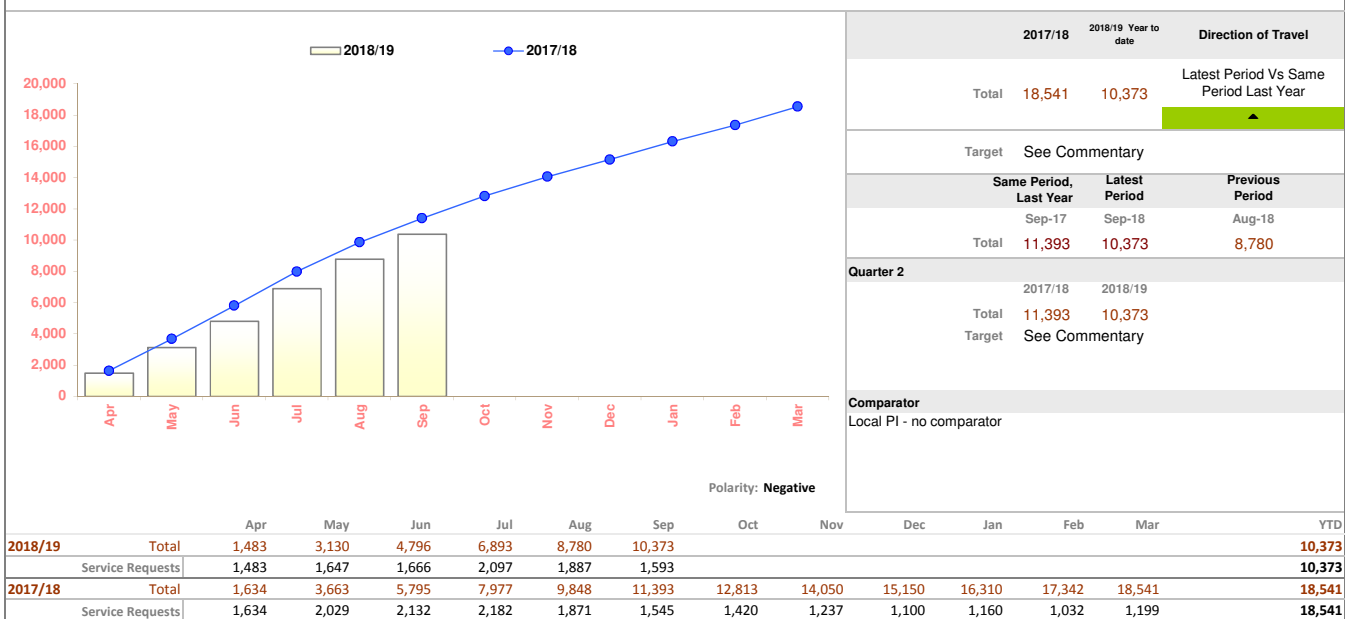 2018/19 2017/18
20,000
18,000
16,000
14,000
12,000
10,000
8,000
6,000
4,000
2,000
0
Apr May Jun Jul Aug Sep Oct Nov Dec Jan Feb Mar
Polarity: Negative
2017/18 2018/19 Year to date Direction of Travel
Total 18,541 10,373 Latest Period Vs Same
Period Last Year
Target See Commentary
Same Period, Last Year Latest Period Previous Period
Sep-17 Sep-18 Aug-18
Total 11,393 10,373 8,780
Quarter 2
2017/18 2018/19
Total 11,393 10,373
Target See Commentary
Comparator
Local PI - no comparator
Apr May Jun Jul Aug Sep Oct Nov Dec Jan Feb Mar YTD
2018/19 Total 1,483 3,130 4,796 6,893 8,780 10,373 10,373
Service Requests 1,483 1,647 1,666 2,097 1,887 1,593 10,373
2017/18 Total 1,634 3,663 5,795 7,977 9,848 11,393 12,813 14,050 15,150 16,310 17,342 18,541 18,541
Service Requests 1,634 2,029 2,132 2,182 1,871 1,545 1,420 1,237 1,100 1,160 1,032 1,199 18,541